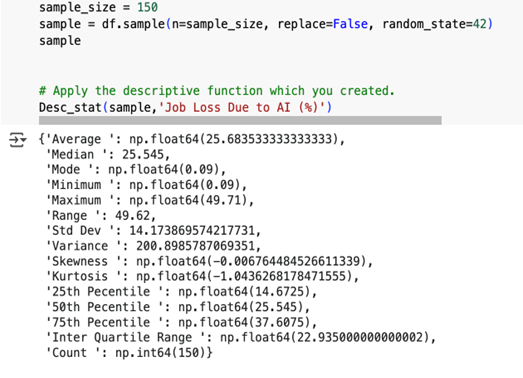 sample_size = 150
sample = df.sample(n=sample_size, replace=False, random_state=42)
sample
# Apply the descriptive function which you created.
Desc_stat(sample,'Job Loss Due to AI (%)')
{'Average ': np.float64(25.683533333333333),
'Median ': 25.545,
'Mode ': np.float64(0.09),
'Minimum ': np.float64(0.09),
'Maximum ': np.float64(49.71),
'Range ': 49.62,
'Std Dev ': 14.173869574217731,
'Variance ': 200.8985787069351,
'Skewness ': np.float64(-0.006764484526611339),
'Kurtosis ': np.float64(-1.0436268178471555),
'25th Pecentile ': np.float64(14.6725),
'50th Pecentile ': np.float64(25.545),
'75th Pecentile ': np.float64(37.6075),
'Inter Quartile Range ': np.float64(22.935000000000002),
'Count ': np.int64(150)}